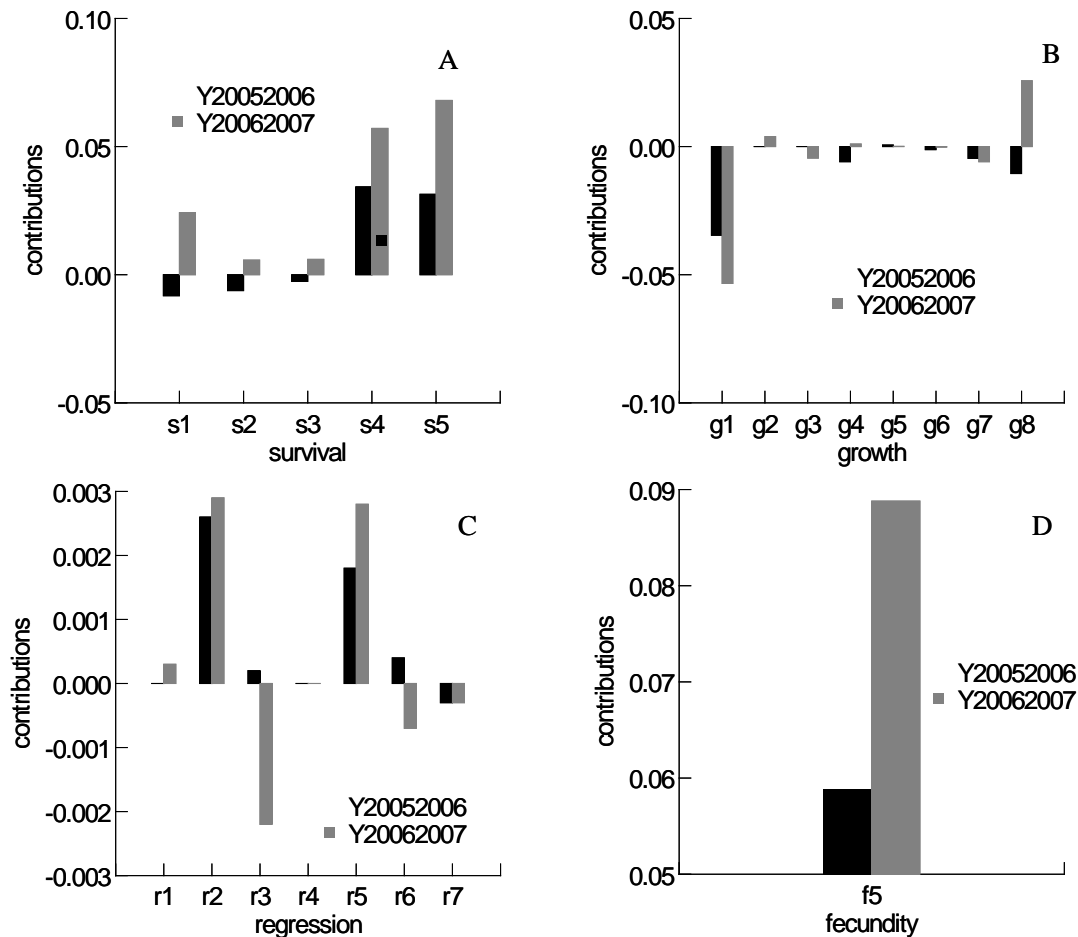 A
Y20052006
Y20062007
contributions
0.10
0.05
0.00
-0.05
s1 s2 s3 s4 s5
survival
B
Y20052006
Y20062007
contributions
0.05
0.00
-0.05
-0.10
g1 g2 g3 g4 g5 g6 g7 g8
growth
C
Y20052006
Y20062007
contributions
0.003
0.002
0.001
0.000
-0.001
-0.002
-0.003
r1 r2 r3 r4 r5 r6 r7
regression
D
Y20052006
Y20062007
contributions
0.09
0.08
0.07
0.06
0.05
f5
fecundity